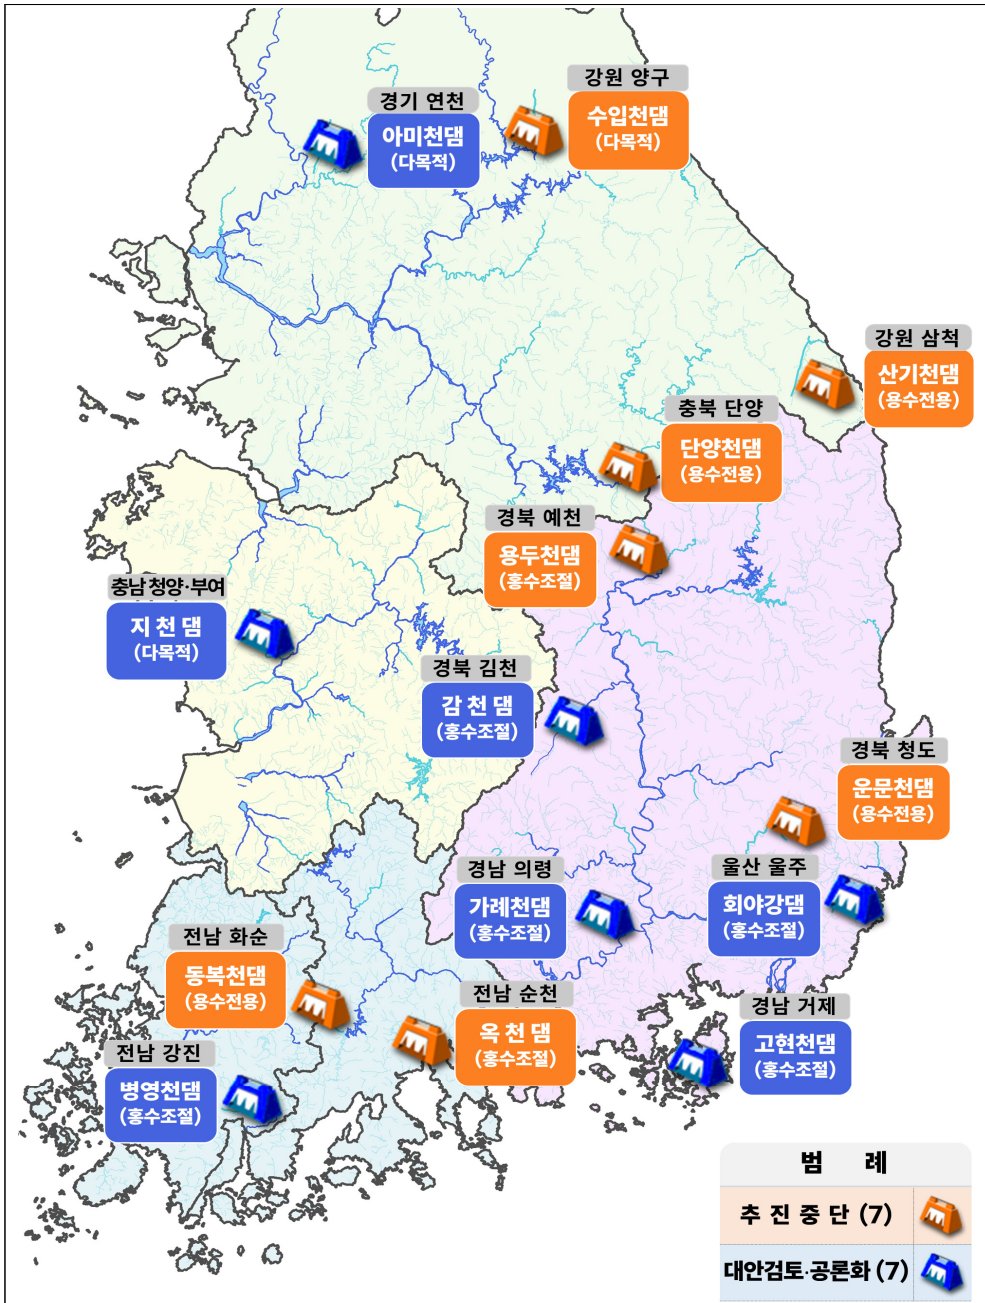 강원 양구
수입천댐
(다목적)
경기 연천
아미천댐
(다목적)
강원 삼척
산기천댐
(용수전용)
충북 단양
단양천댐
(용수전용)
경북 예천
용두천댐
(홍수조절)
충남 청양·부여
지 천 댐
(다목적)
경북 김천
감 천 댐
(홍수조절)
경북 청도
운문천댐
(용수전용)
경남 의령
가례천댐
(홍수조절)
울산 울주
회야강댐
(홍수조절)
전남 화순
동복천댐
(용수전용)
전남 순천
옥 천 댐
(홍수조절)
경남 거제
고현천댐
(홍수조절)
전남 강진
병영천댐
(홍수조절)
범 례
추 진 중 단 (7)
대안검토·공론화 (7)